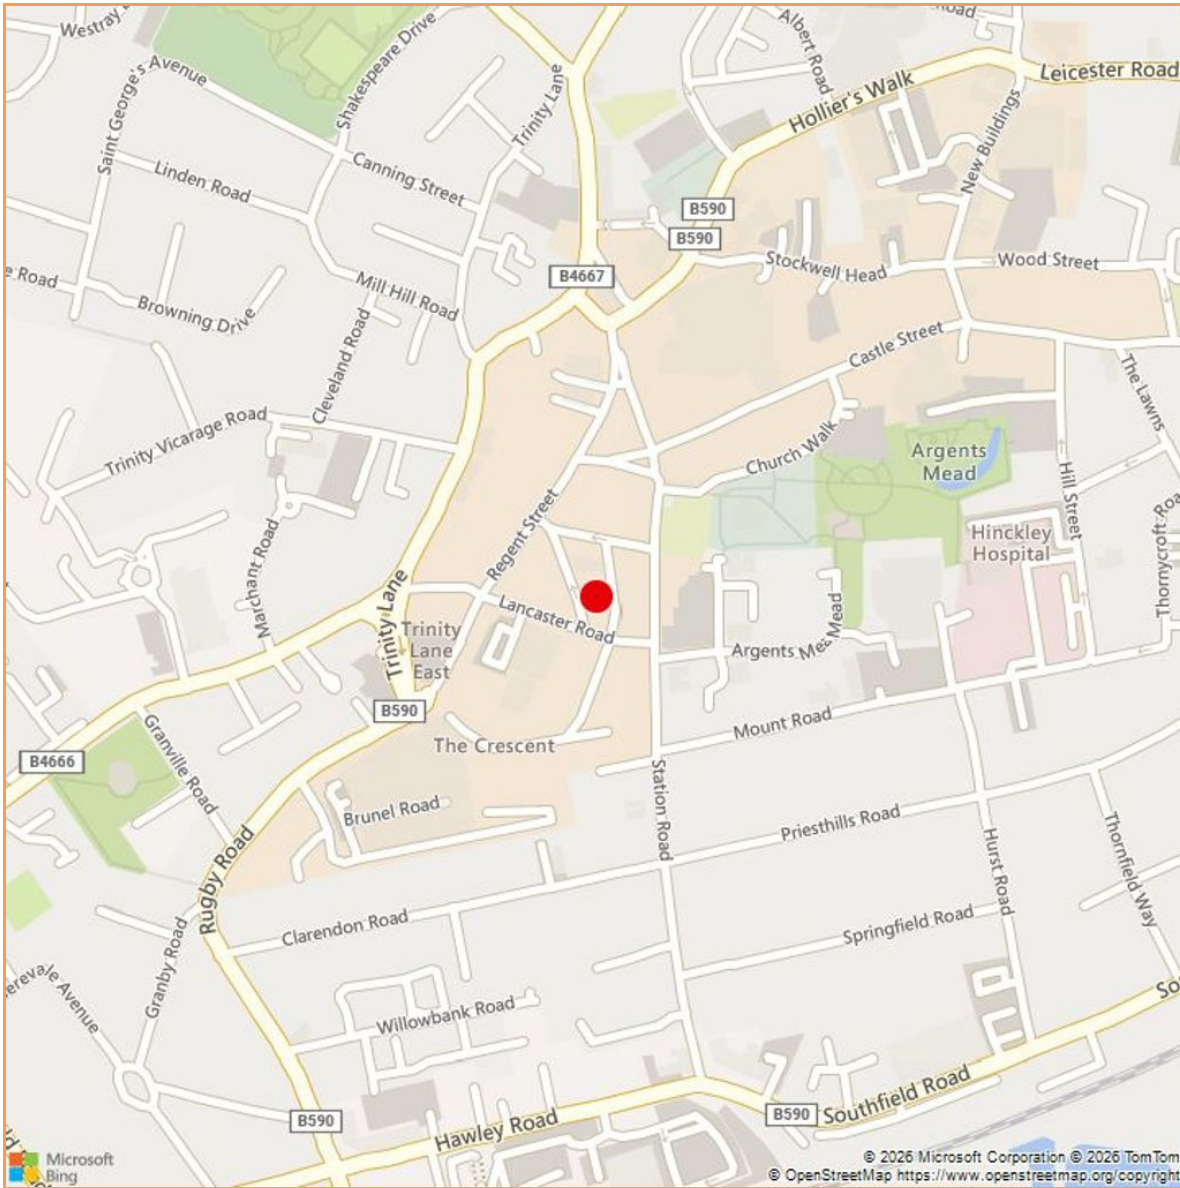 Westray
Saint George's Avenue
Shakespeare Drive
Trinity Lane
Albert Road
Road
Hollier's Walk
Leicester Road
New Buildings
Linden Road
Canning Street
B590
B590
B4667
Stockwell Head
Wood Street
e Road
Browning Drive
Mill Hill Road
Cleveland Road
Castle Street
The Lawns
Trinity Vicarage Road
Church Walk
Argents
Mead
Hill Street
Regent Street
Marchant Road
Hinckley
Hospital
Thornycroft Roa
Trinity Lane
Lancaster Road
Trinity
Lane
East
Argents Mea
Mead
B590
Mount Road
The Crescent
B4666
Granville Road
Brunel Road
Station Road
Priesthills Road
Hurst Road
Thornfield Way
Rugby Road
Clarendon Road
Springfield Road
Granby Road
erevale Avenue
Willowbank Road
Sou
B590
Hawley Road
B590
Southfield Road
Microsoft
Bing
© 2026 Microsoft Corporation © 2026 TomTom
© OpenStreetMap https://www.openstreetmap.org/copyright